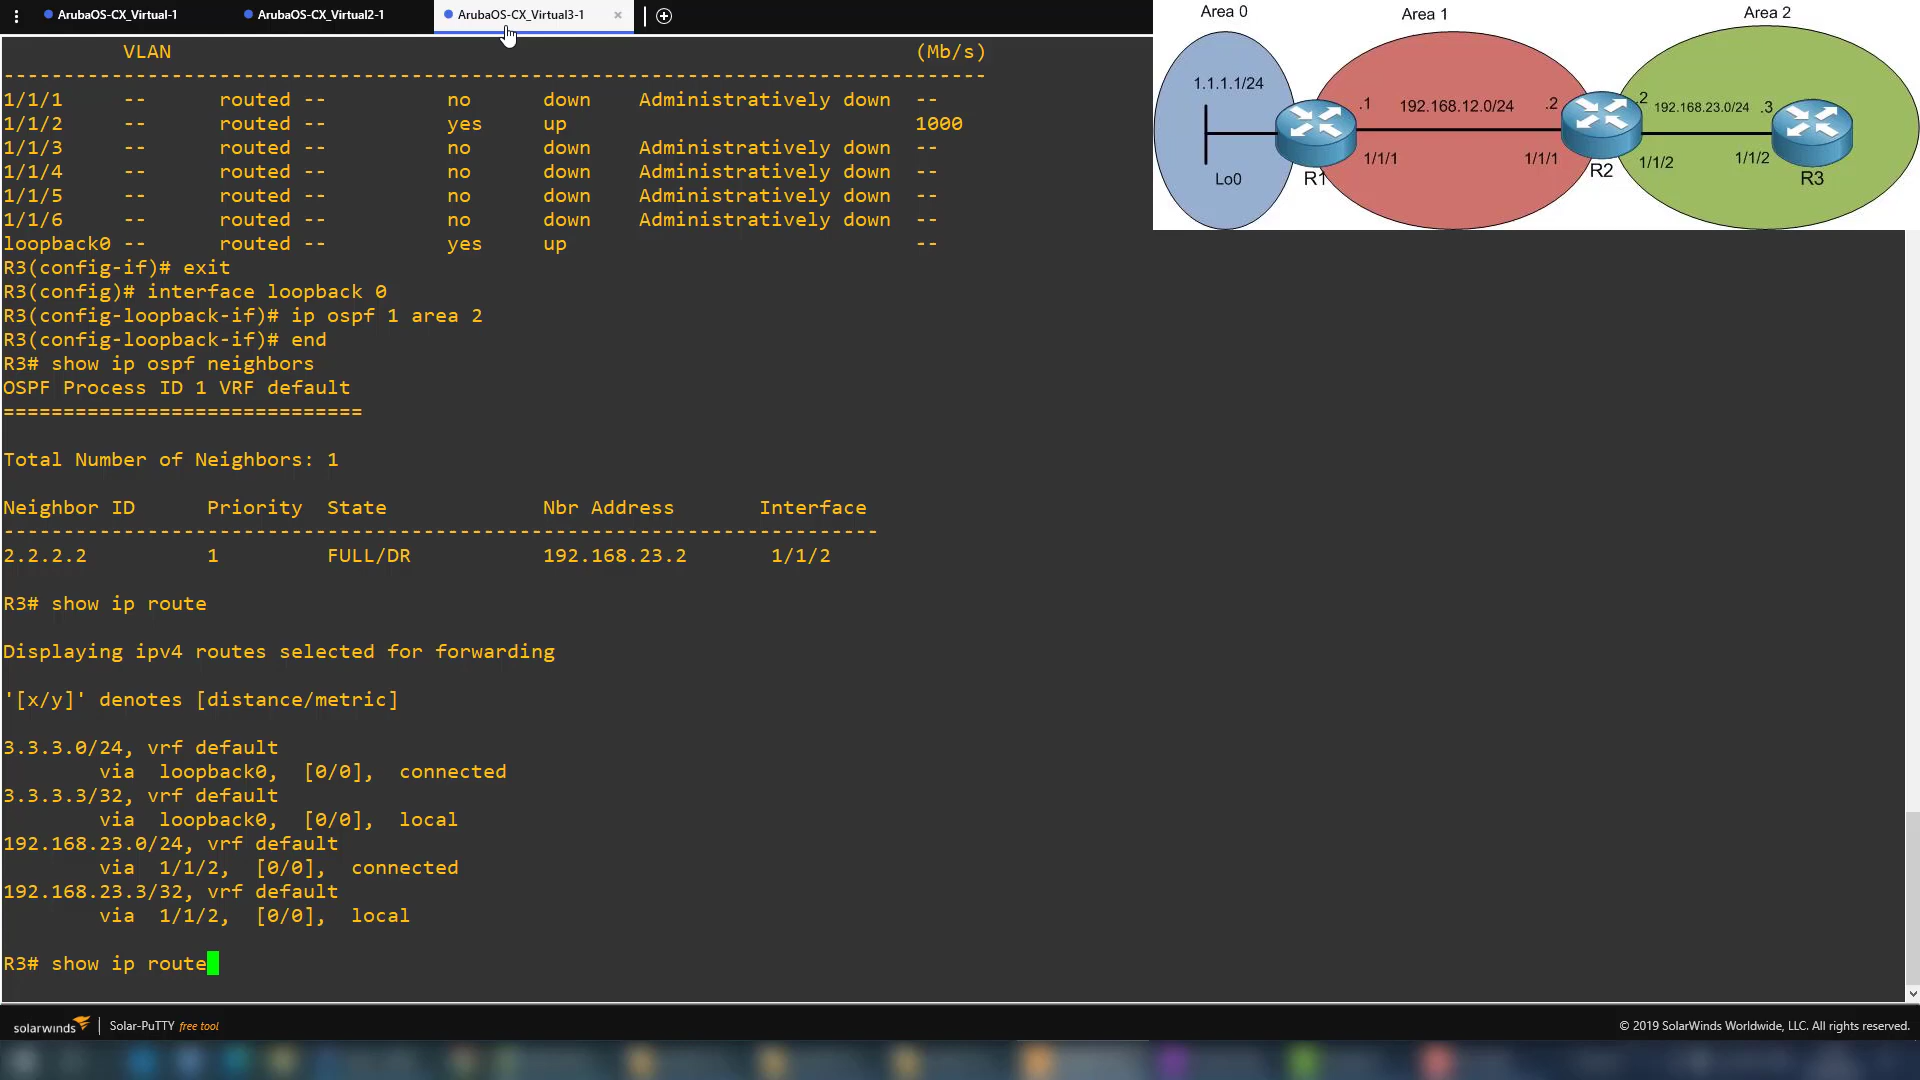 ArubaOS-CX_Virtual-1 ArubaOS-CX_Virtual2-1 ArubaOS-CX_Virtual3-1
VLAN (Mb/s)
--------------------------------------------------------------------------------
1/1/1 -- routed -- no down Administratively down --
1/1/2 -- routed -- yes up 1000
1/1/3 -- routed -- no down Administratively down --
1/1/4 -- routed -- no down Administratively down --
1/1/5 -- routed -- no down Administratively down --
1/1/6 -- routed -- no down Administratively down --
loopback0 -- routed -- yes up --
R3(config-if)# exit
R3(config)# interface loopback 0
R3(config-loopback-if)# ip ospf 1 area 2
R3(config-loopback-if)# end
R3# show ip ospf neighbors
OSPF Process ID 1 VRF default
==============================
Total Number of Neighbors: 1
Neighbor ID Priority State Nbr Address Interface
-------------------------------------------------------------------------
2.2.2.2 1 FULL/DR 192.168.23.2 1/1/2
R3# show ip route
Displaying ipv4 routes selected for forwarding
'[x/y]' denotes [distance/metric]
3.3.3.0/24, vrf default
via loopback0, [0/0], connected
3.3.3.3/32, vrf default
via loopback0, [0/0], local
192.168.23.0/24, vrf default
via 1/1/2, [0/0], connected
192.168.23.3/32, vrf default
via 1/1/2, [0/0], local
R3# show ip route
Area 0 Area 1 Area 2
1.1.1.1/24
.1 192.168.12.0/24 .2 .2 192.168.23.0/24 .3
1/1/1 1/1/1 1/1/2 1/1/2
Lo0 R1 R2 R3
solarwinds | Solar-PuTTY free tool
© 2019 SolarWinds Worldwide, LLC. All rights reserved.